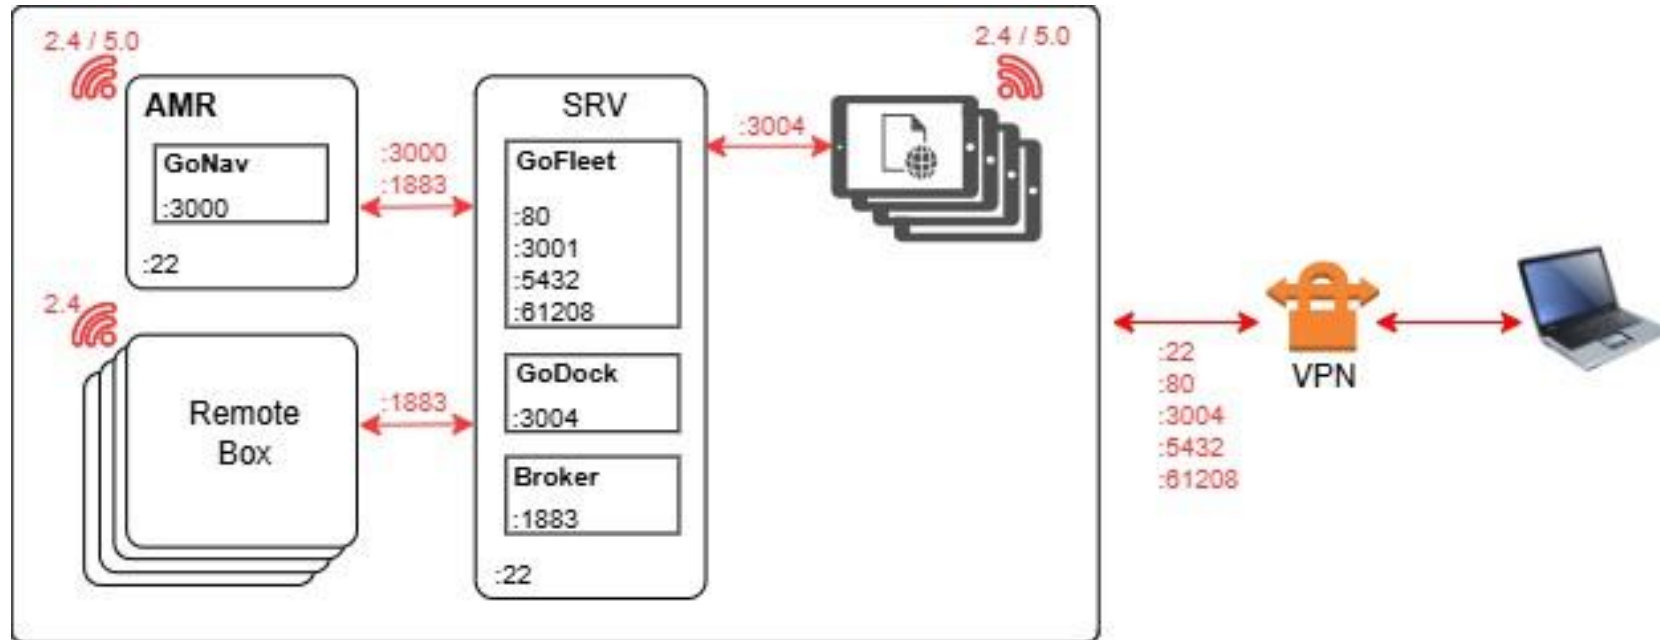 2.4 / 5.0
AMR
GoNav
:3000
:22
:3000
:1883
2.4
Remote
Box
:1883
SRV
GoFleet
:80
:3001
:5432
:61208
GoDock
:3004
Broker
:1883
:22
:3004
2.4 / 5.0
:22
:80
:3004
:5432
:61208
VPN